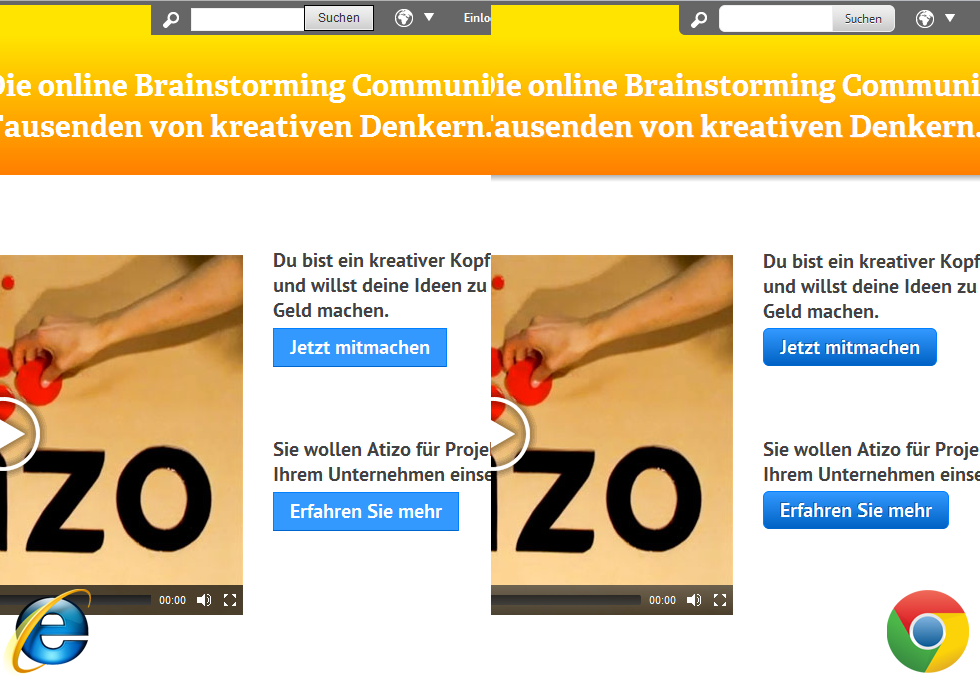 Suchen
Die online Brainstorming Communi
Tausenden von kreativen Denkern.
Du bist ein kreativer Kopf
und willst deine Ideen zu
Geld machen.
Jetzt mitmachen
Sie wollen Atizo für Proje
Ihrem Unternehmen einse
Erfahren Sie mehr
IZO
00:00
Suchen
Die online Brainstorming Communi
Tausenden von kreativen Denkern.
Du bist ein kreativer Kopf
und willst deine Ideen zu
Geld machen.
Jetzt mitmachen
Sie wollen Atizo für Proje
Ihrem Unternehmen einse
Erfahren Sie mehr
IZO
00:00